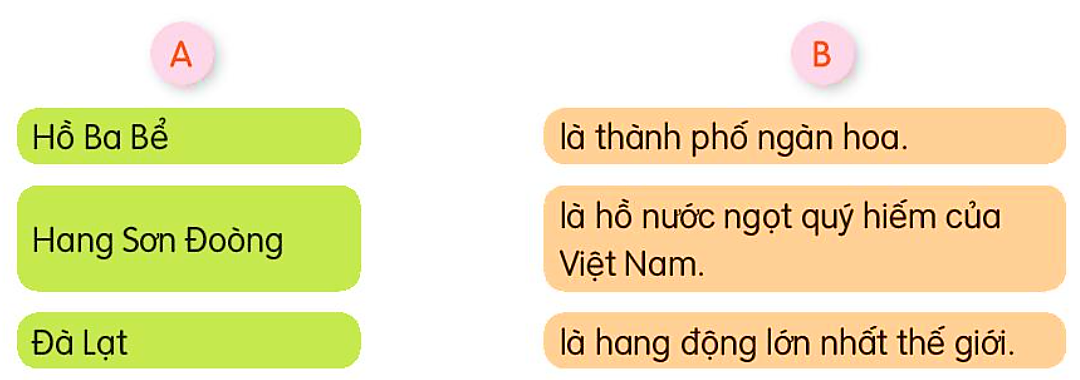 A
B
Hồ Ba Bể
là thành phố ngàn hoa.
Hang Sơn Đoòng
là hồ nước ngọt quý hiếm của
Việt Nam.
Đà Lạt
là hang động lớn nhất thế giới.